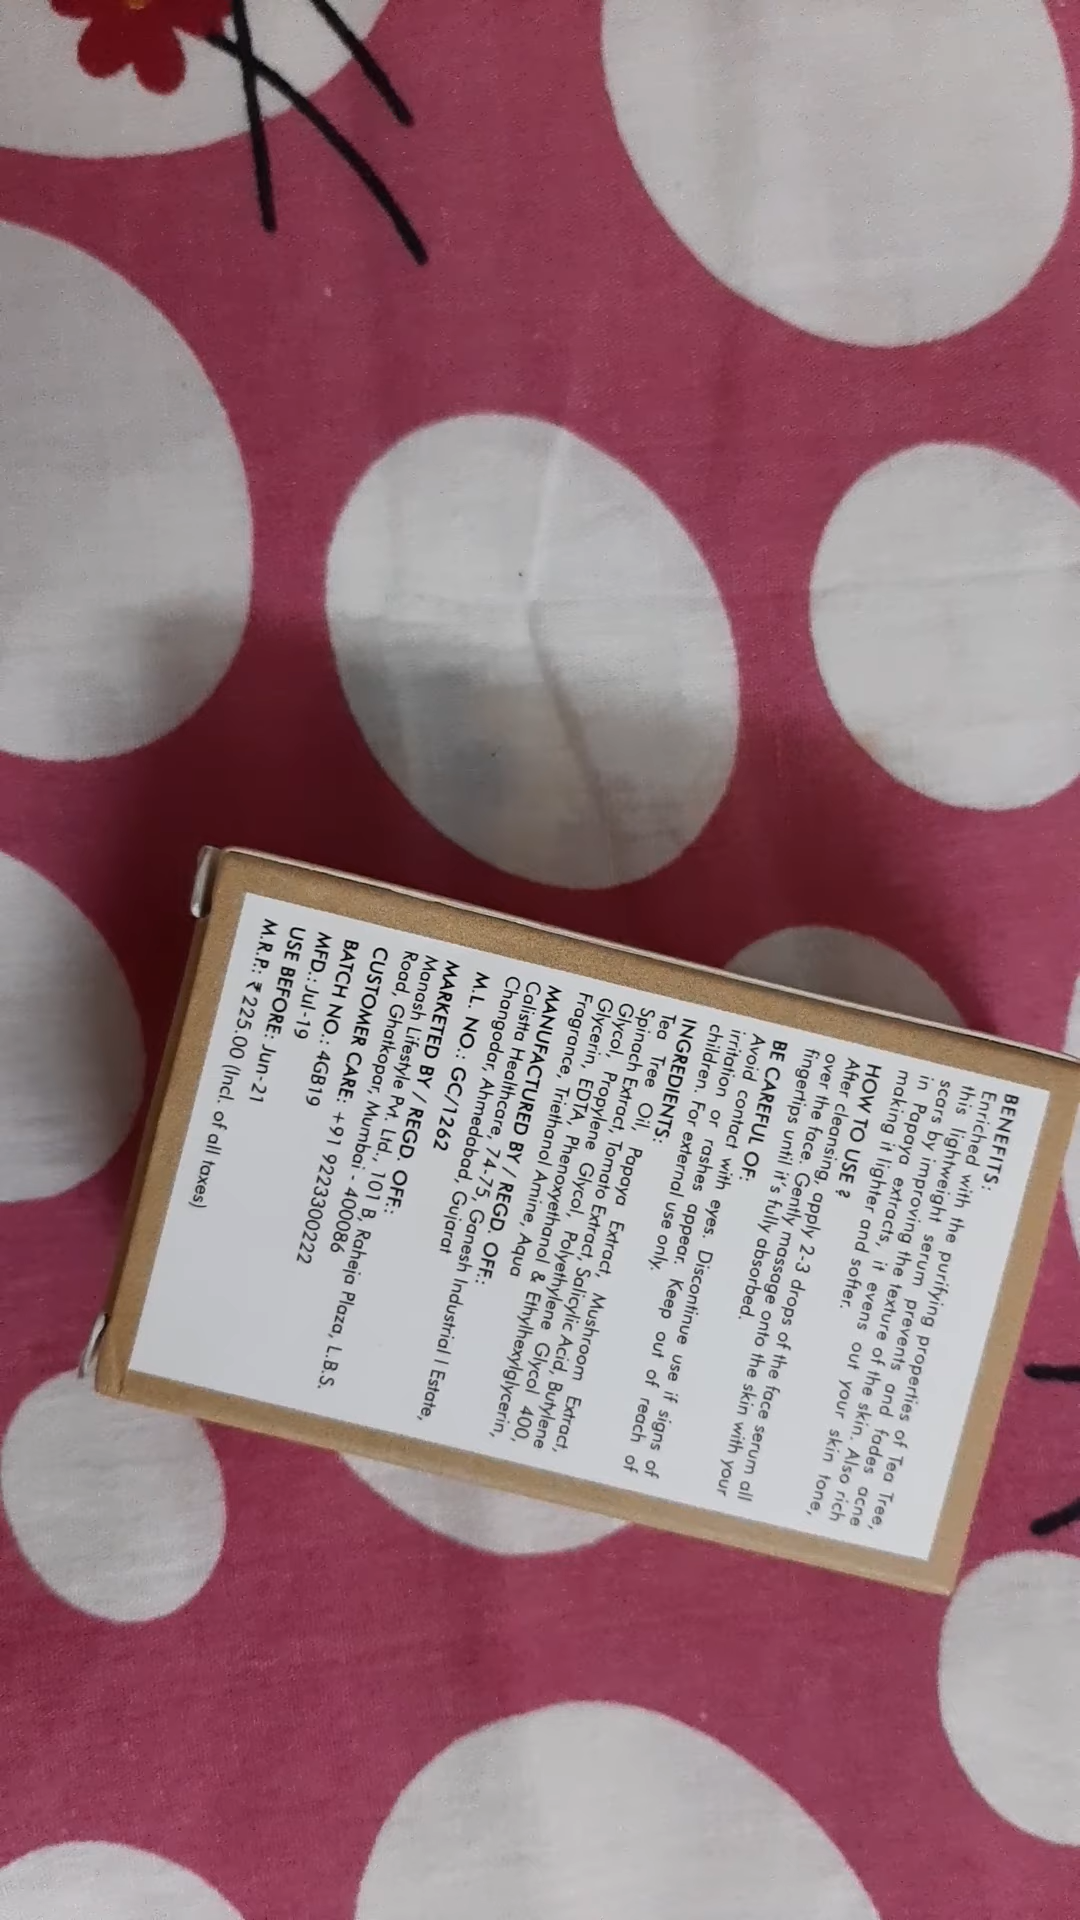 BENEFITS:
Enriched with the purifying properties of Tea Tree,
this lightweight serum prevents and fades acne
scars by improving the texture of the skin. Also rich
in Papaya extracts, it evens out your skin tone,
making it lighter and softer.
HOW TO USE ?
After cleansing, apply 2-3 drops of the face serum all
over the face. Gently massage onto the skin with your
fingertips until it's fully absorbed.
BE CAREFUL OF:
Avoid contact with eyes. Discontinue use if signs of
irritation or rashes appear. Keep out of reach of
children. For external use only.
INGREDIENTS:
Tea Tree Oil, Papaya Extract, Mushroom Extract,
Spinach Extract, Tomato Extract, Salicylic Acid, Butylene
Glycol, Propylene Glycol, Polyethylene Glycol 400,
Glycerin, EDTA, Phenoxyethanol & Ethylhexylglycerin,
Fragrance, Triethanol Amine, Aqua
MANUFACTURED BY / REGD. OFF.:
Calista Healthcare, 74-75, Ganesh Industrial l Estate,
Changodar, Ahmedabad, Gujarat
M.L. NO.: GC/1262
MARKETED BY / REGD. OFF.:
Manash Lifestyle Pvt. Ltd., 101 B, Raheja Plaza, L.B.S.
Road, Ghatkopar, Mumbai - 400086
CUSTOMER CARE: +91 9223300222
BATCH NO.: 4GB19
MFD.: Jul-19
USE BEFORE: Jun-21
M.R.P.: ₹ 225.00 (Incl. of all taxes)